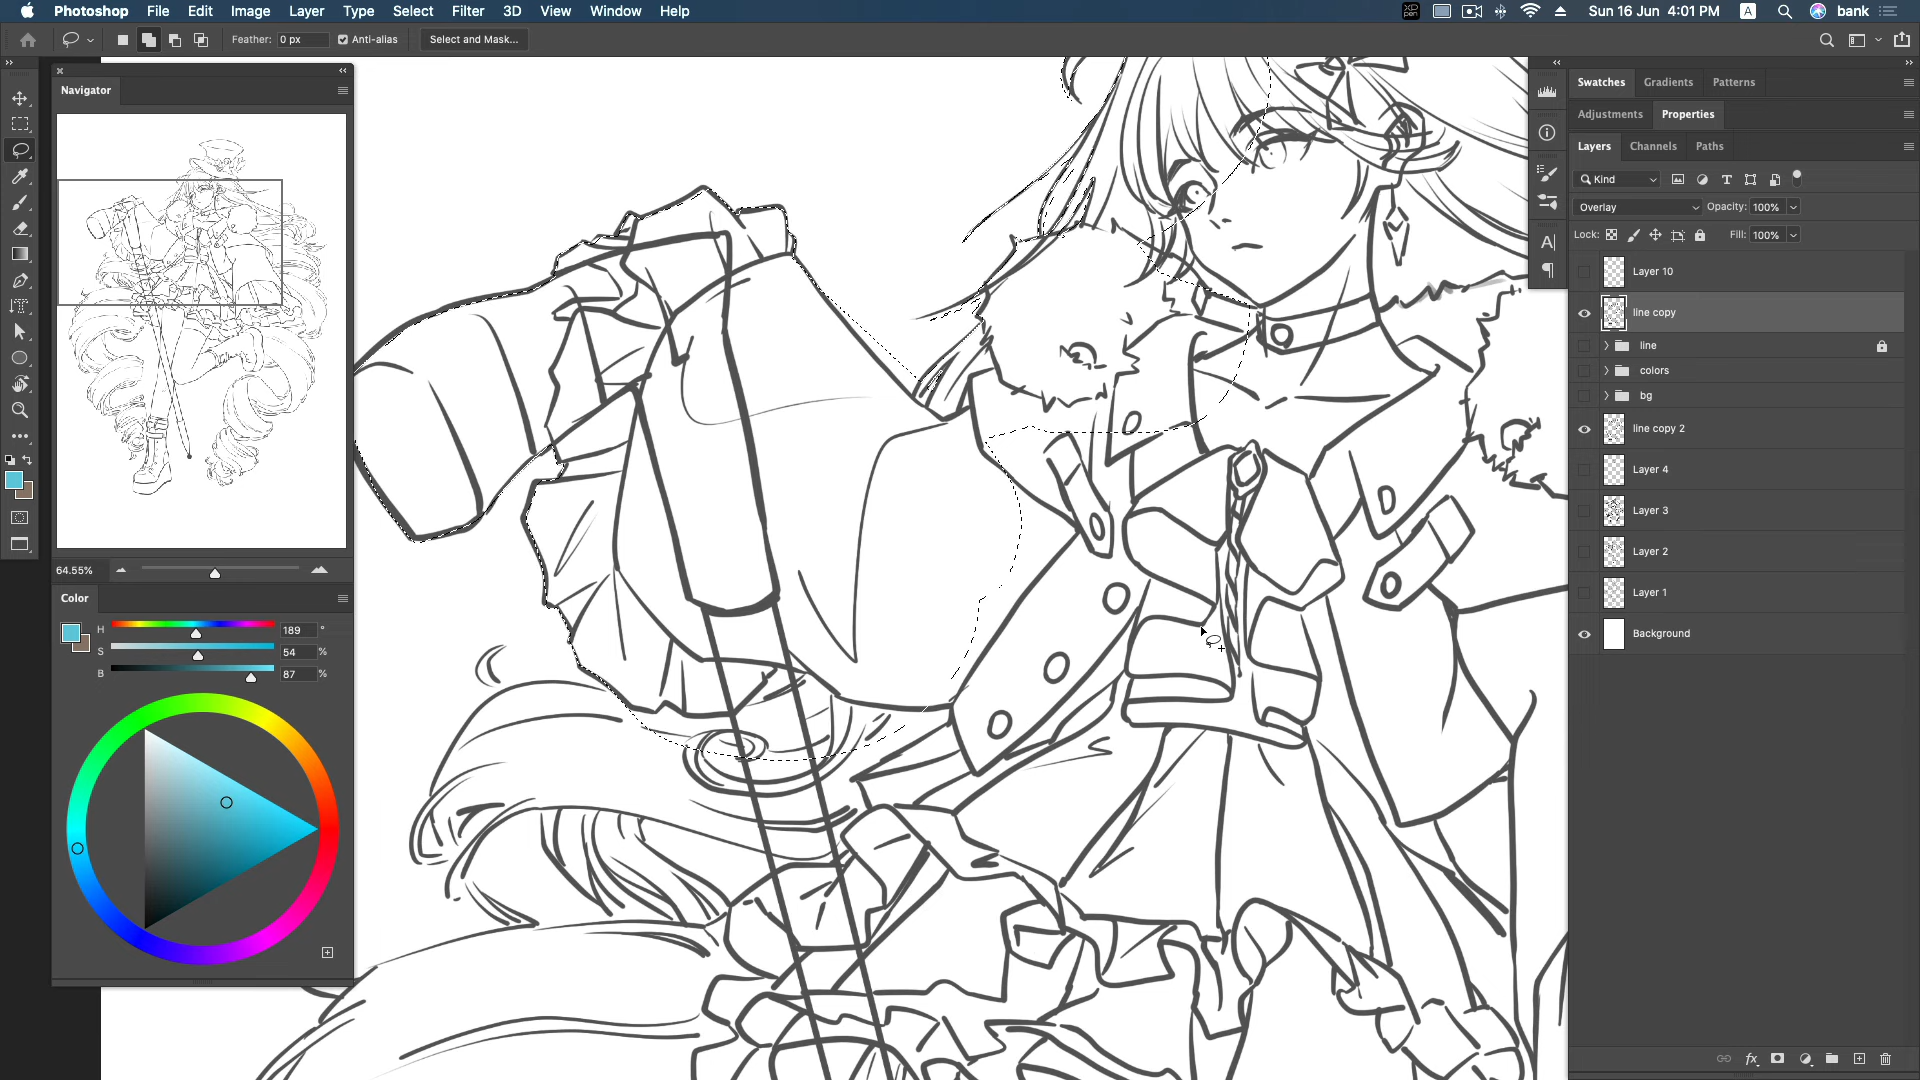 Photoshop File Edit Image Layer Type Select Filter 3D View Window Help
Sun 16 Jun 4:01 PM A bank
Feather: 0 px Anti-alias Select and Mask...
Navigator
64.55%
Color
H 189 °
S 54 %
B 87 %
Swatches Gradients Patterns
Adjustments Properties
Layers Channels Paths
Kind
Overlay Opacity: 100%
Lock: Fill: 100%
Layer 10
line copy
line
colors
bg
line copy 2
Layer 4
Layer 3
Layer 2
Layer 1
Background